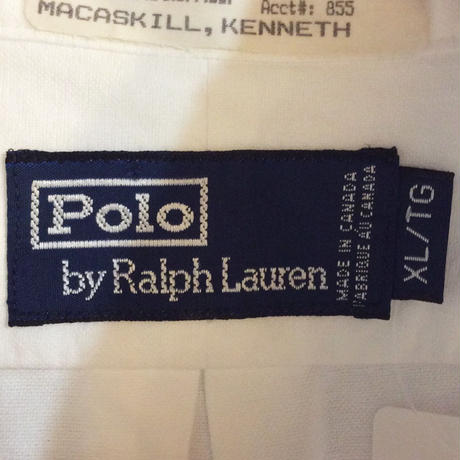 Acct#: 855
MACASKILL, KENNETH
Polo
by Ralph Lauren
MADE IN CANADA
FABRIQUÉ AU CANADA
XL/TG